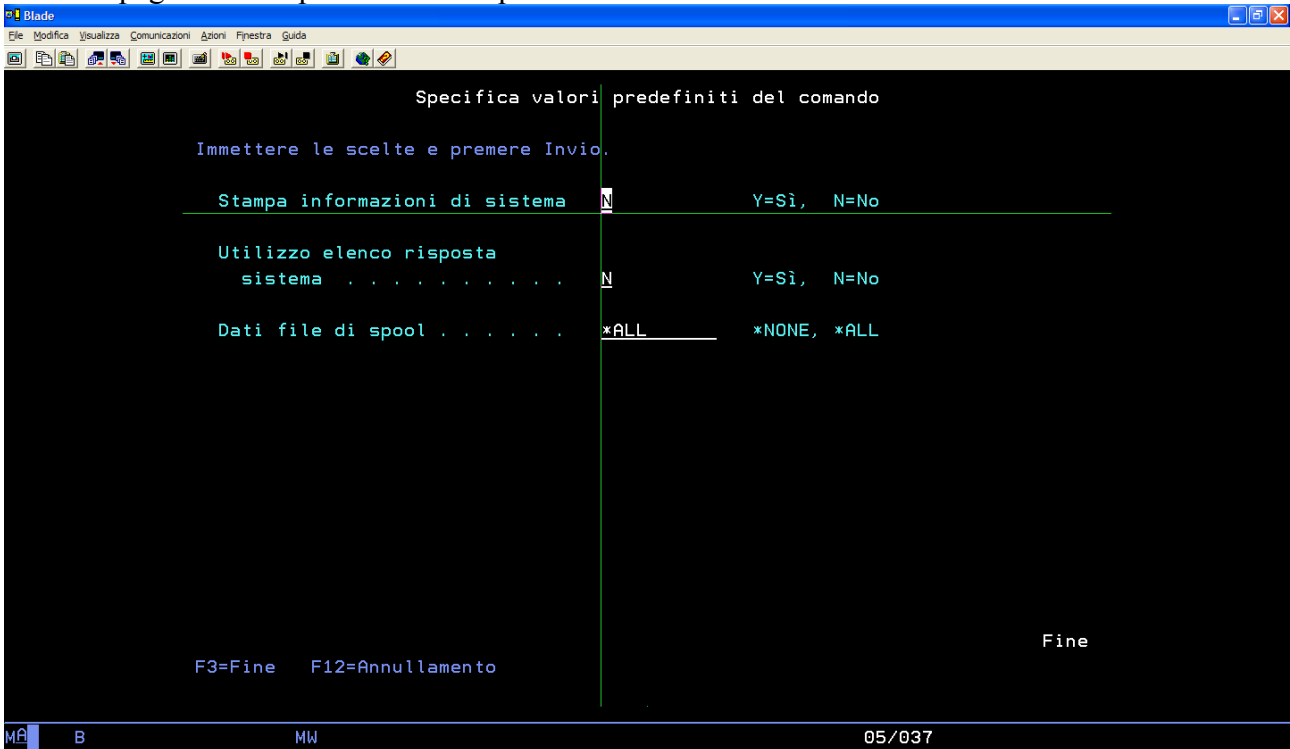 Blade
File Modifica Visualizza Comunicazioni Azioni Finestra Guida
Specifica valori predefiniti del comando
Immettere le scelte e premere Invio.
Stampa informazioni di sistema N Y=Sì, N=No
Utilizzo elenco risposta
sistema . . . . . . . . . . N Y=Sì, N=No
Dati file di spool . . . . . . *ALL *NONE, *ALL
Fine
F3=Fine F12=Annullamento
MA B MW 05/037